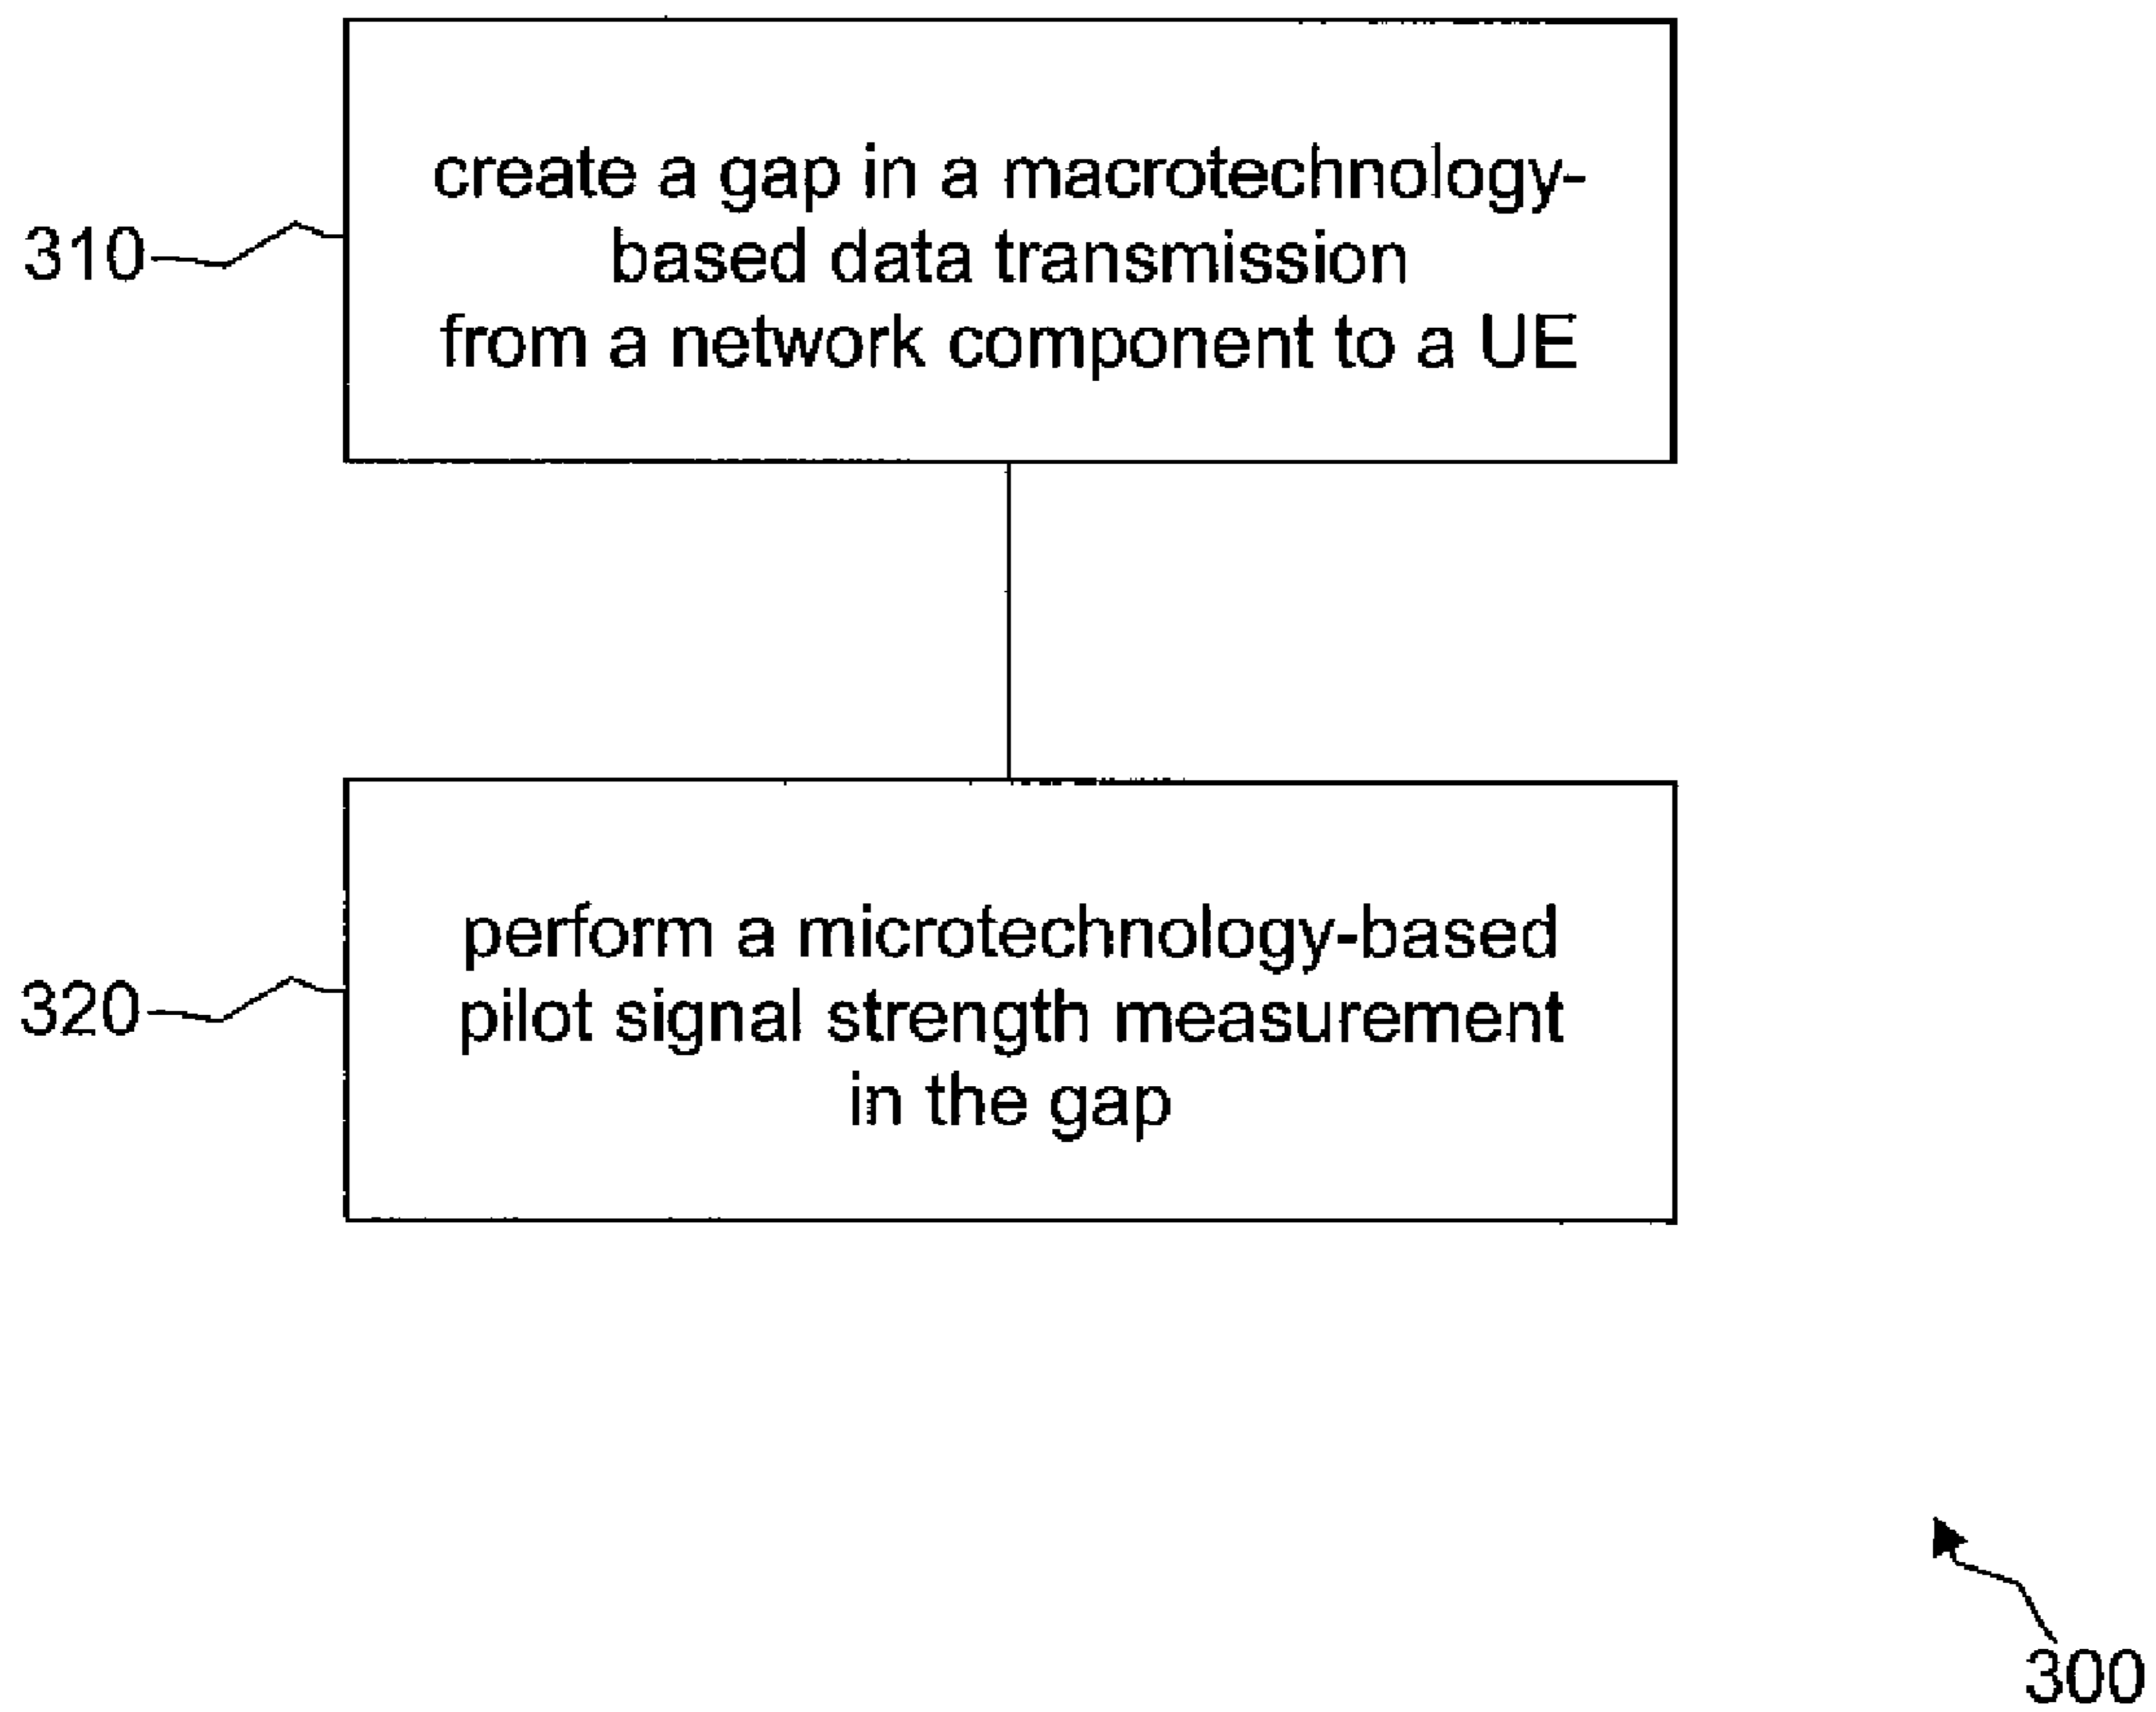 create a gap in a macrotechnology-
based data transmission
from a network component to a UE
310
perform a microtechnology-based
pilot signal strength measurement
in the gap
320
300